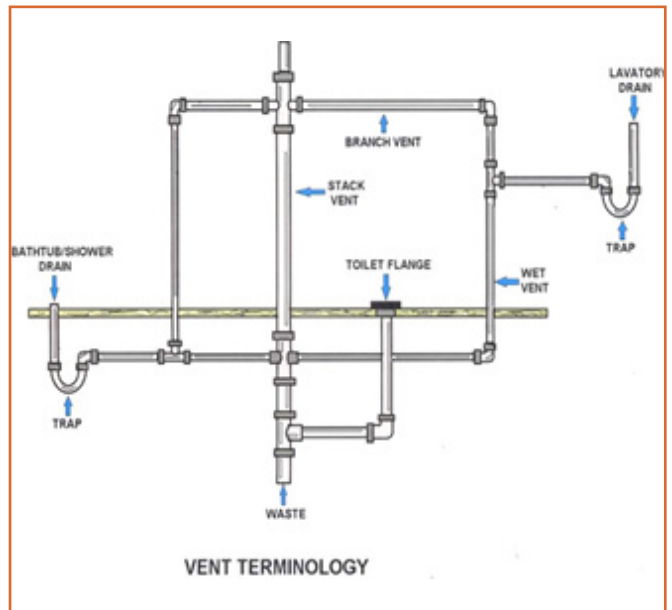 LAVATORY
DRAIN
BRANCH VENT
STACK
VENT
TRAP
BATHTUB/SHOWER
DRAIN
TOILET FLANGE
WET
VENT
TRAP
WASTE
VENT TERMINOLOGY